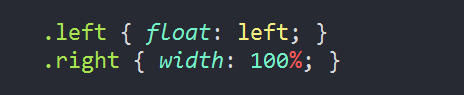 .left { float: left; }
.right { width: 100%; }